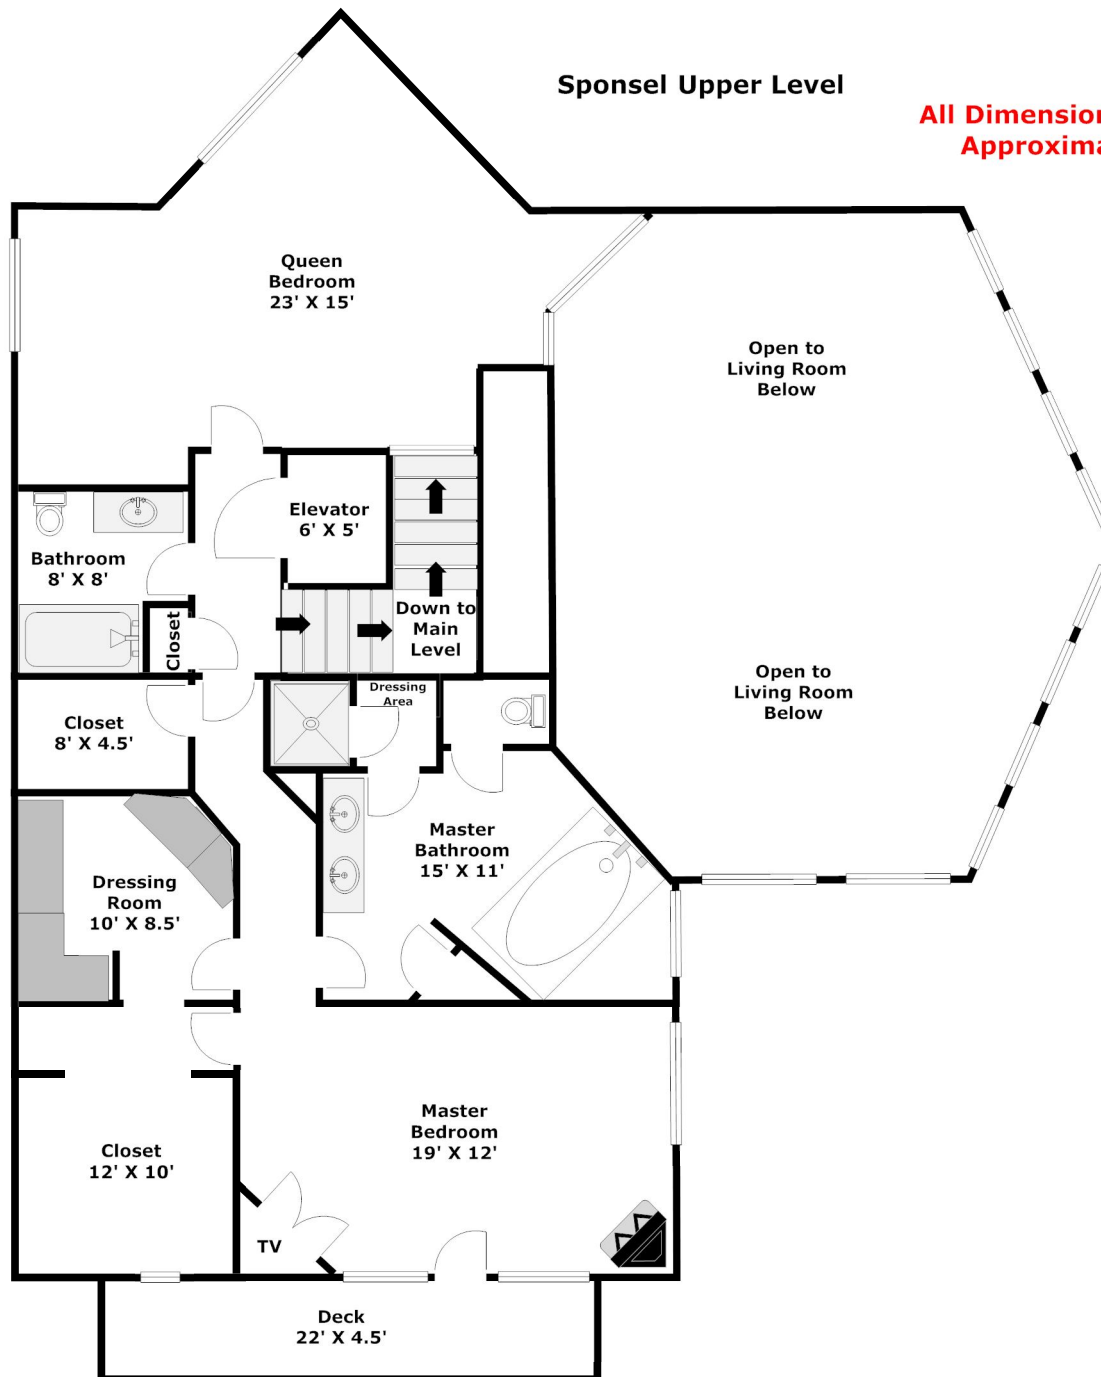 Sponsel Upper Level
All Dimension
Approxima
Queen
Bedroom
23' X 15'
Open to
Living Room
Below
Elevator
6' X 5'
Bathroom
8' X 8'
Closet
Down to
Main
Level
Dressing
Area
Closet
8' X 4.5'
Open to
Living Room
Below
Master
Bathroom
15' X 11'
Dressing
Room
10' X 8.5'
Master
Bedroom
19' X 12'
Closet
12' X 10'
TV
Deck
22' X 4.5'